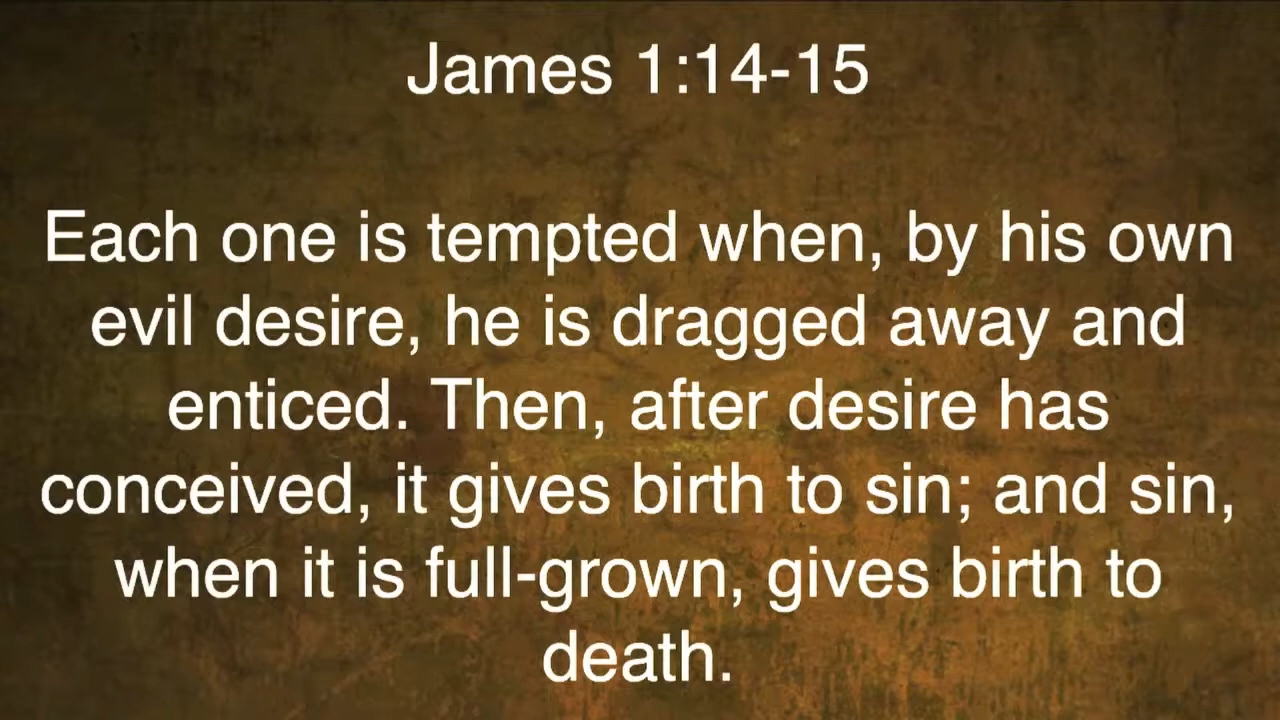 James 1:14-15
Each one is tempted when, by his own
evil desire, he is dragged away and
enticed. Then, after desire has
conceived, it gives birth to sin; and sin,
when it is full-grown, gives birth to
death.